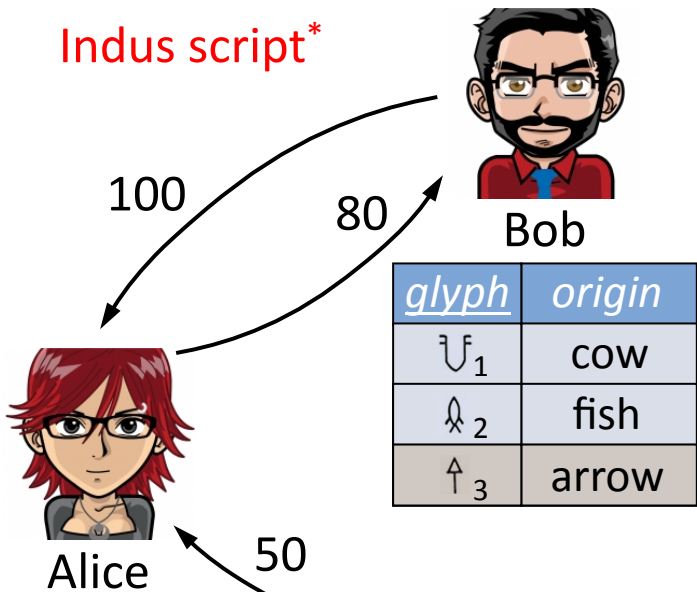 Indus script*
100
80
Bob
glyph origin
1 cow
2 fish
3 arrow
Alice
50